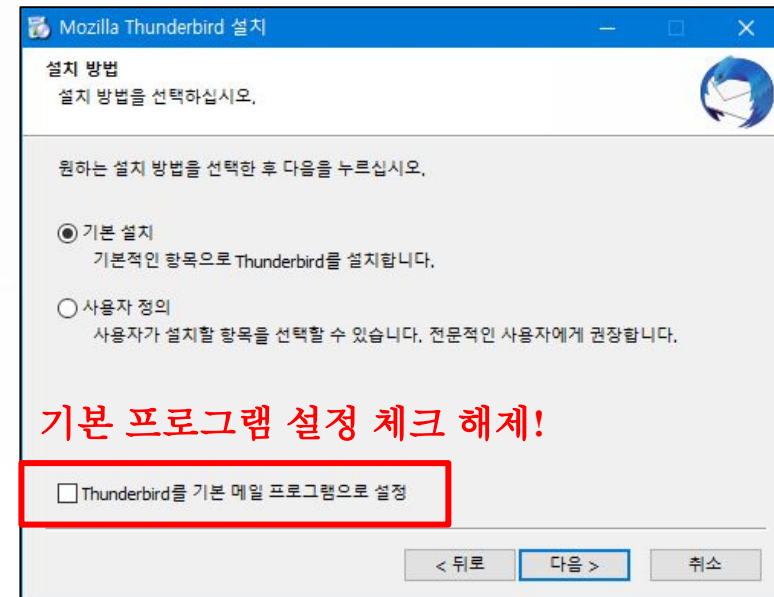 Mozilla Thunderbird 설치
설치 방법
설치 방법을 선택하십시오.
원하는 설치 방법을 선택한 후 다음을 누르십시오.
기본 설치
기본적인 항목으로 Thunderbird를 설치합니다.
사용자 정의
사용자가 설치할 항목을 선택할 수 있습니다. 전문적인 사용자에게 권장합니다.
기본 프로그램 설정 체크 해제!
Thunderbird를 기본 메일 프로그램으로 설정
< 뒤로 다음 > 취소